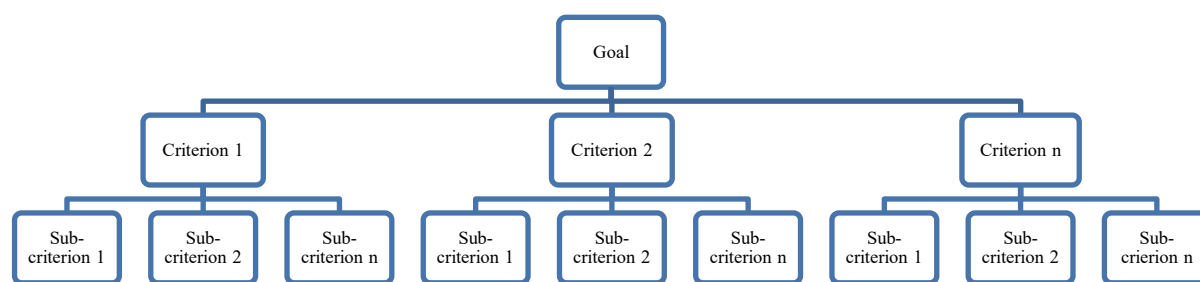 Goal
Criterion 1
Criterion 2
Criterion n
Sub-
criterion 1
Sub-
criterion 2
Sub-
criterion n
Sub-
criterion 1
Sub-
criterion 2
Sub-
criterion n
Sub-
criterion 1
Sub-
criterion 2
Sub-
crierion n